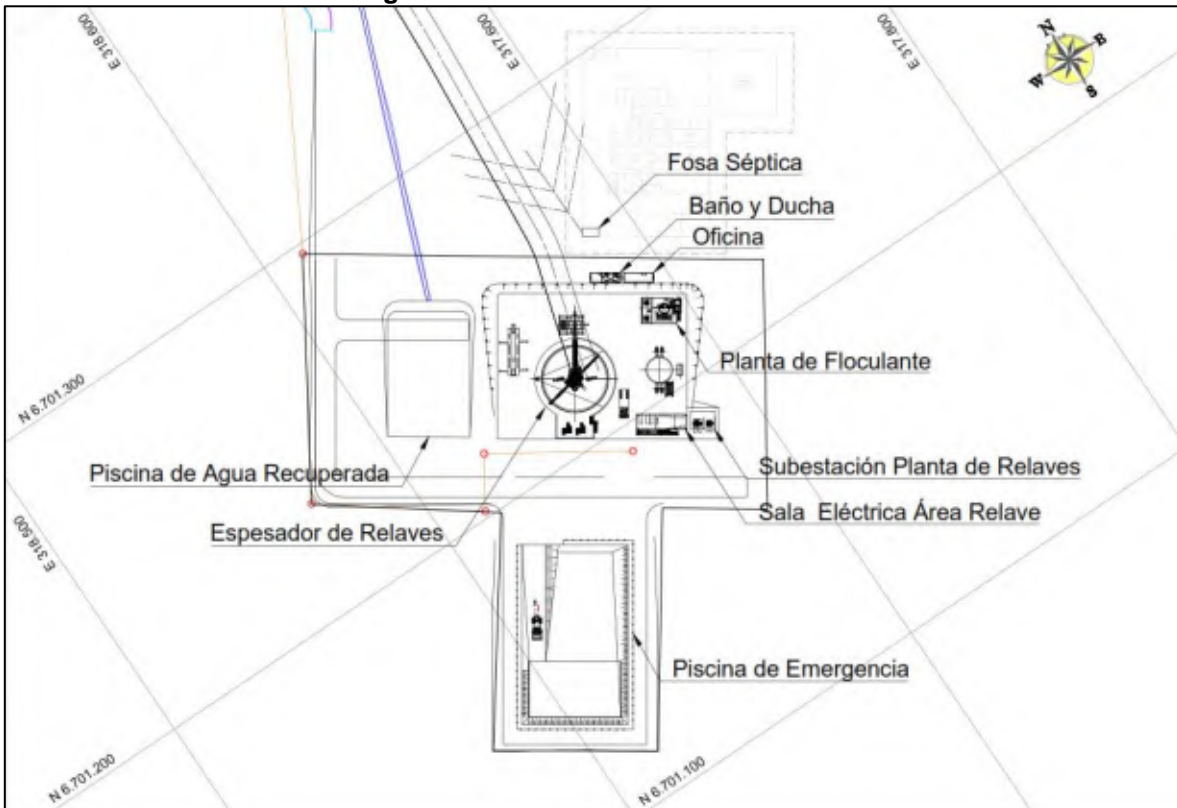 E 318.600
E 317.600
E 317.800
N
E
W
S
Fosa Séptica
Baño y Ducha
Oficina
Planta de Floculante
N 6.701.300
Piscina de Agua Recuperada
Subestación Planta de Relaves
Sala Eléctrica Área Relave
Espesador de Relaves
E 318.500
Piscina de Emergencia
N 6.701.200
N 6.701.100